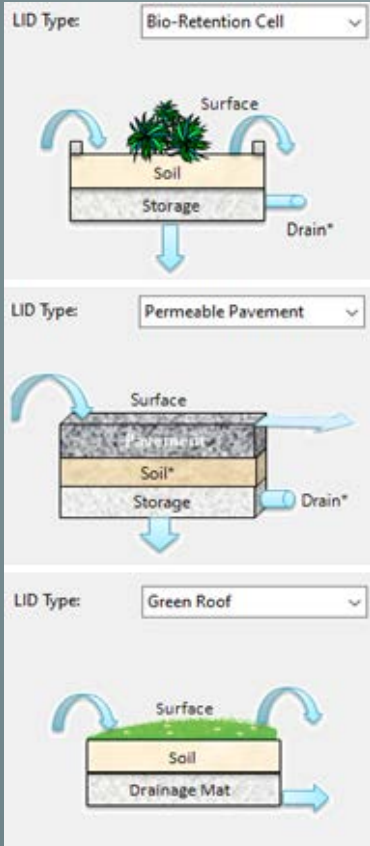 LID Type: Bio-Retention Cell
Surface
Soil
Storage
Drain*
LID Type: Permeable Pavement
Surface
Pavement
Soil*
Storage
Drain*
LID Type: Green Roof
Surface
Soil
Drainage Mat